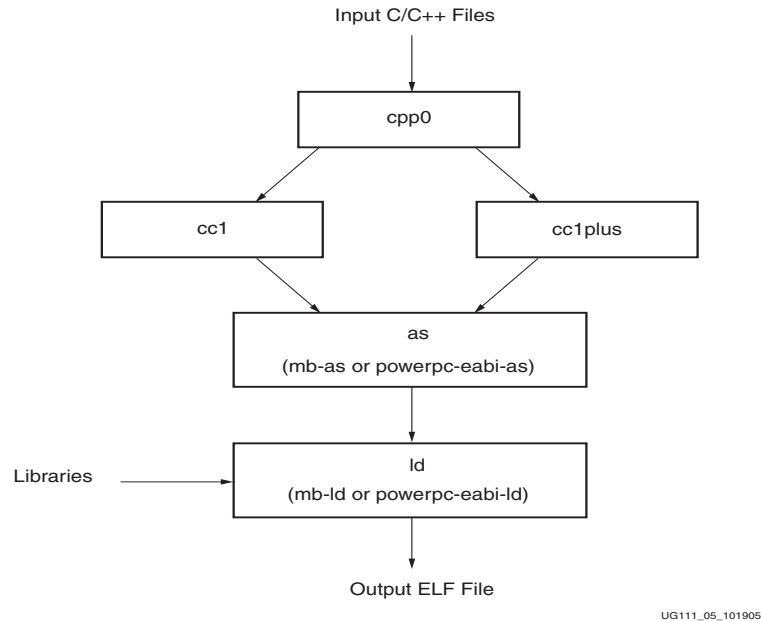 Input C/C++ Files
cpp0
cc1
cc1plus
as
(mb-as or powerpc-eabi-as)
ld
Libraries
(mb-ld or powerpc-eabi-ld)
Output ELF File
UG111_05_101905